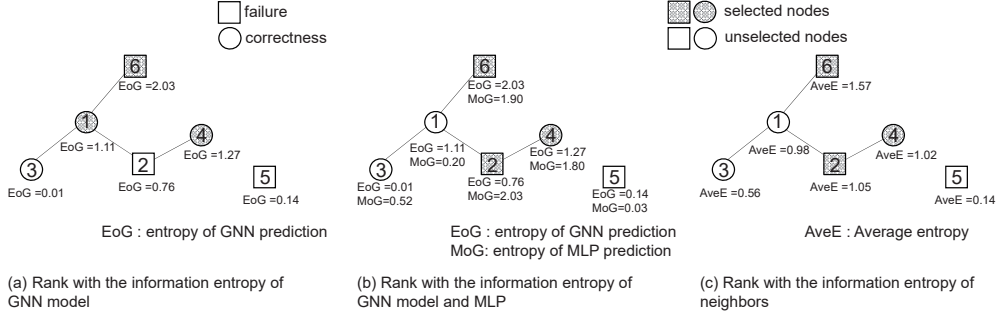 failure
correctness
selected nodes
unselected nodes
6
EoG =2.03
1
EoG =1.11
4
EoG =1.27
3
EoG =0.01
2
EoG =0.76
5
EoG =0.14
EoG : entropy of GNN prediction
(a) Rank with the information entropy of
GNN model
6
EoG =2.03
MoG=1.90
1
EoG =1.11
MoG=0.20
4
EoG =1.27
MoG=1.80
3
EoG =0.01
MoG=0.52
2
EoG =0.76
MoG=2.03
5
EoG =0.14
MoG=0.03
EoG : entropy of GNN prediction
MoG: entropy of MLP prediction
(b) Rank with the information entropy of
GNN model and MLP
6
AveE =1.57
1
AveE =0.98
4
AveE =1.02
3
AveE =0.56
2
AveE =1.05
5
AveE =0.14
AveE : Average entropy
(c) Rank with the information entropy of
neighbors